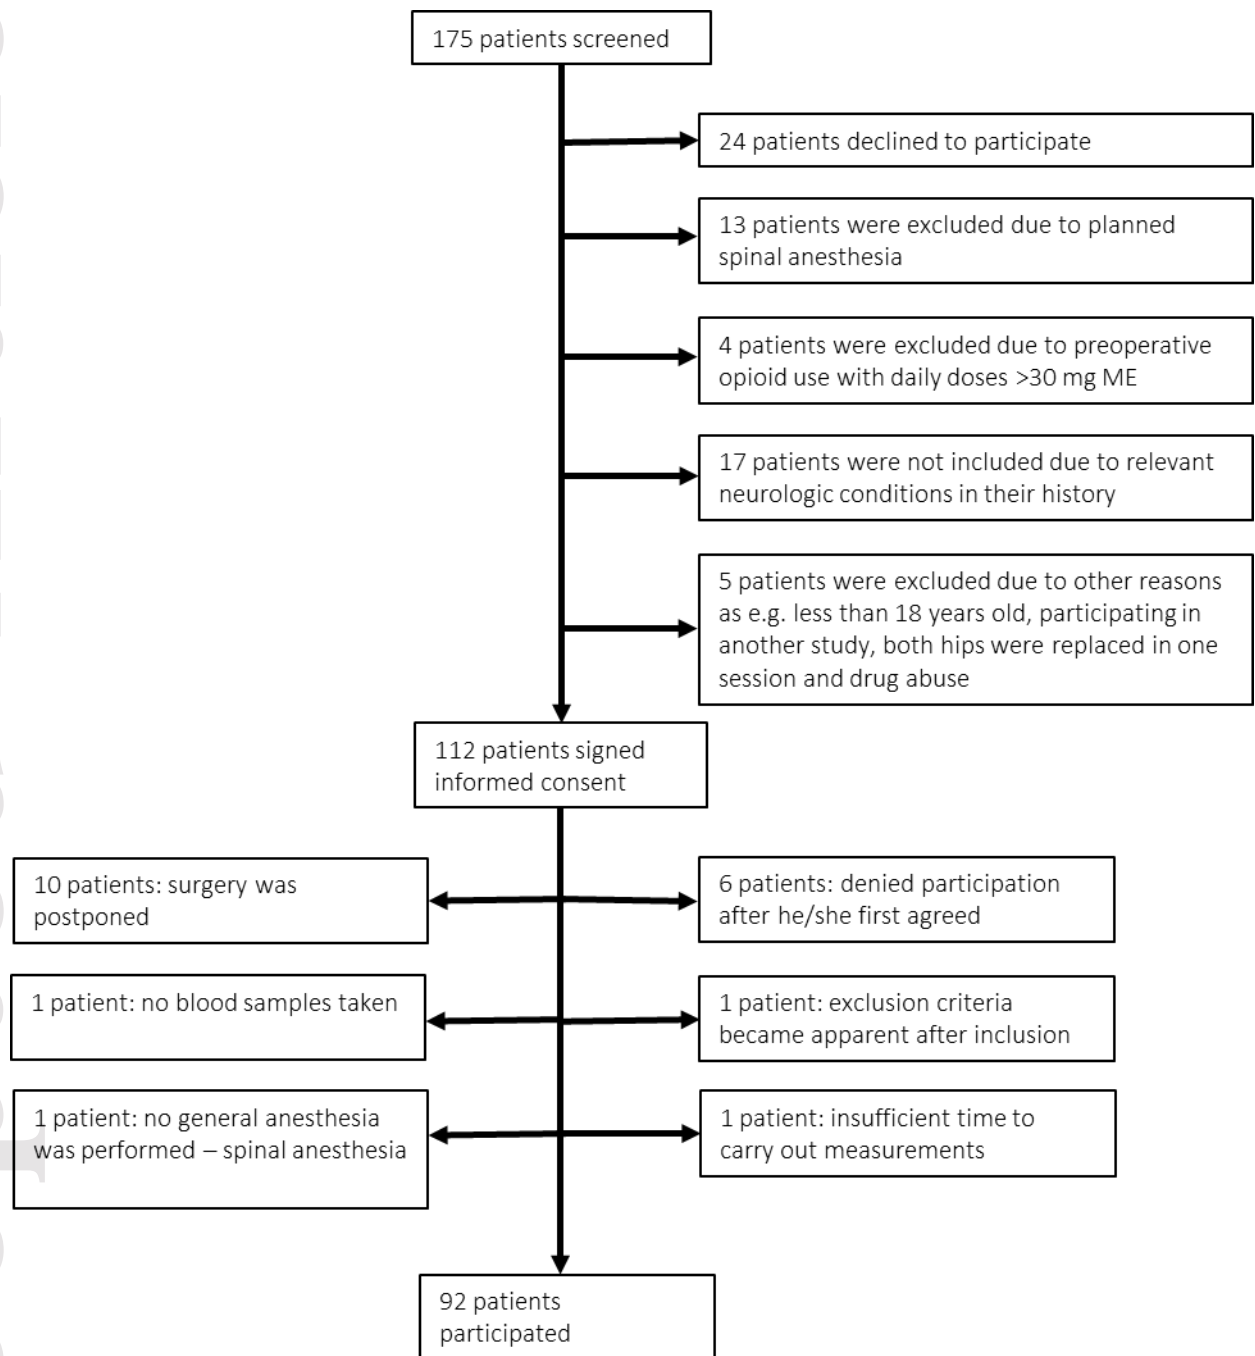 175 patients screened
24 patients declined to participate
13 patients were excluded due to planned
spinal anesthesia
4 patients were excluded due to preoperative
opioid use with daily doses >30 mg ME
17 patients were not included due to relevant
neurologic conditions in their history
5 patients were excluded due to other reasons
as e.g. less than 18 years old, participating in
another study, both hips were replaced in one
session and drug abuse
112 patients signed
informed consent
10 patients: surgery was
postponed
6 patients: denied participation
after he/she first agreed
1 patient: no blood samples taken
1 patient: exclusion criteria
became apparent after inclusion
1 patient: no general anesthesia
was performed – spinal anesthesia
1 patient: insufficient time to
carry out measurements
92 patients
participated